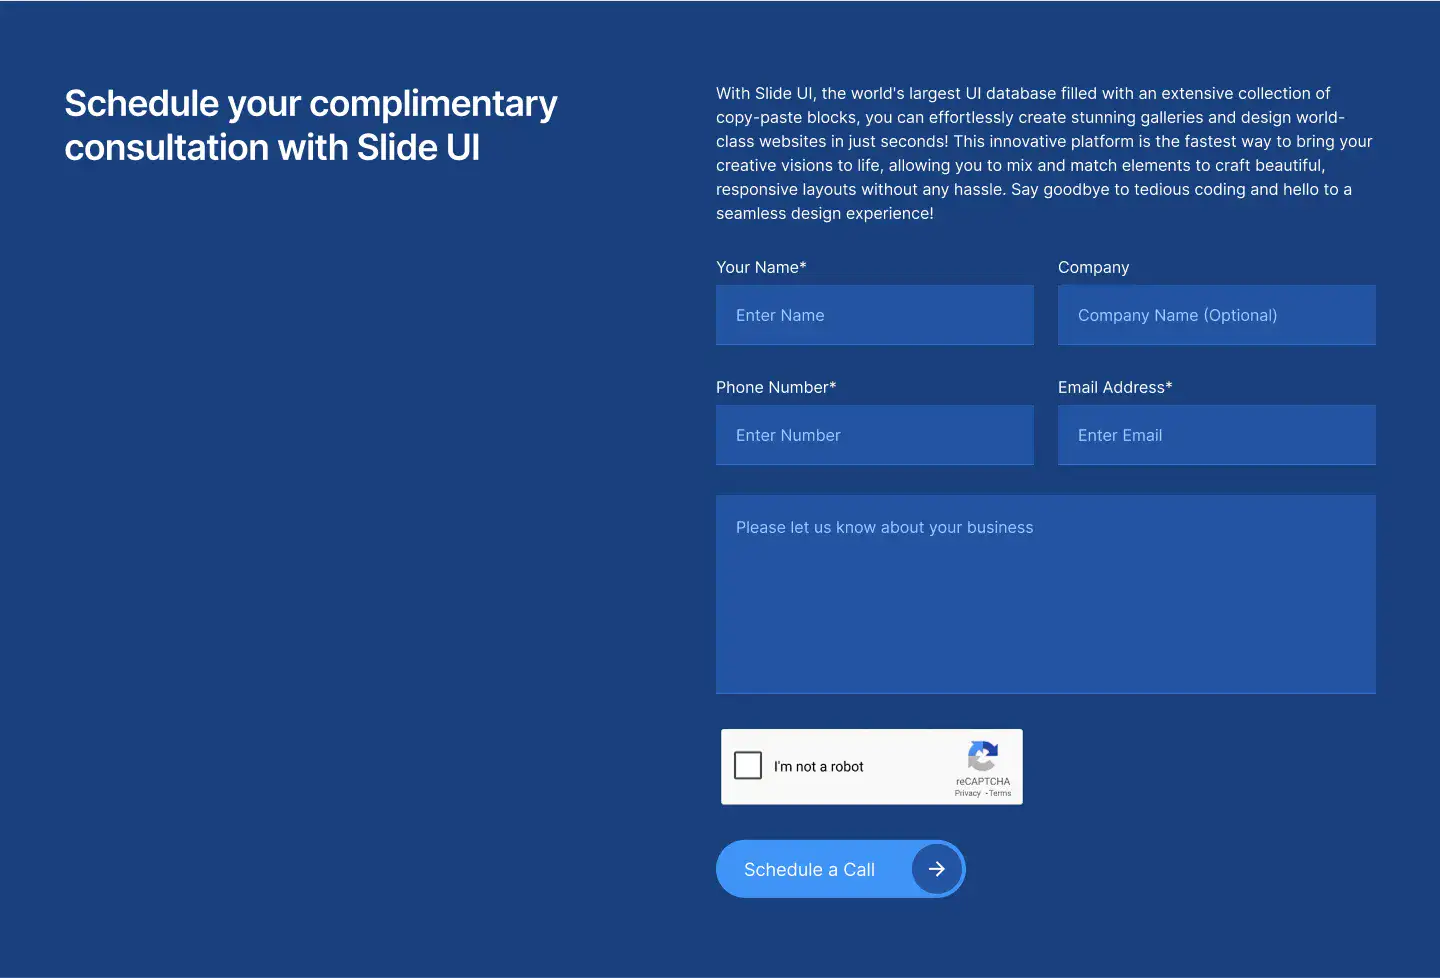 Schedule your complimentary
consultation with Slide UI
With Slide UI, the world's largest UI database filled with an extensive collection of
copy-paste blocks, you can effortlessly create stunning galleries and design world-
class websites in just seconds! This innovative platform is the fastest way to bring your
creative visions to life, allowing you to mix and match elements to craft beautiful,
responsive layouts without any hassle. Say goodbye to tedious coding and hello to a
seamless design experience!
Your Name*
Company
Enter Name
Company Name (Optional)
Phone Number*
Email Address*
Enter Number
Enter Email
Please let us know about your business
I'm not a robot
reCAPTCHA
Privacy - Terms
Schedule a Call